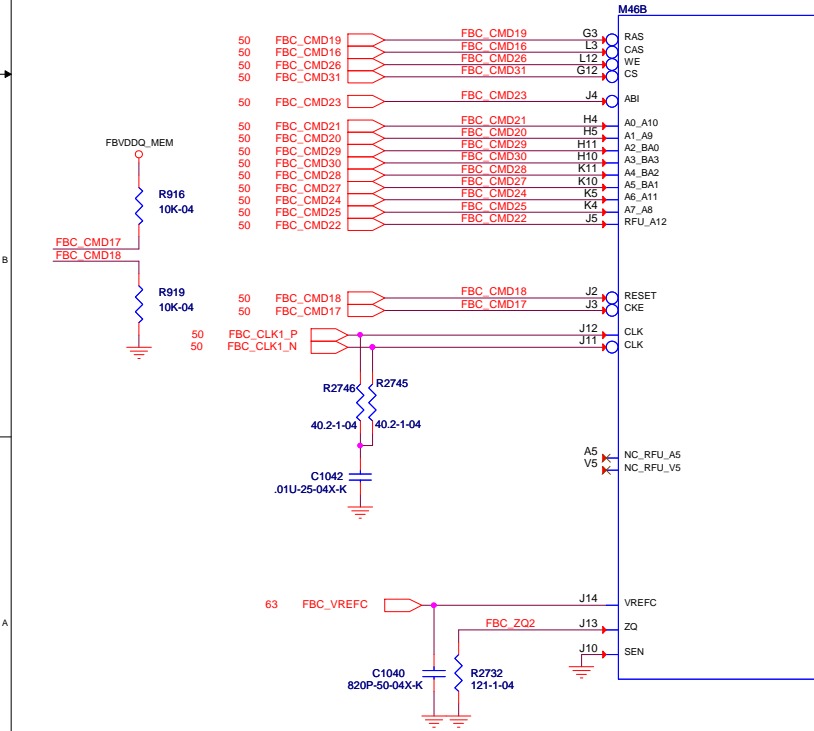 M46B
50 FBC_CMD19 FBC_CMD19 G3 RAS
50 FBC_CMD16 FBC_CMD16 L3 CAS
50 FBC_CMD26 FBC_CMD26 L12 WE
50 FBC_CMD31 FBC_CMD31 G12 CS
50 FBC_CMD23 FBC_CMD23 J4 ABI
50 FBC_CMD21 FBC_CMD21 H4 A0_A10
50 FBC_CMD20 FBC_CMD20 H5 A1_A9
50 FBC_CMD29 FBC_CMD29 H11 A2_BA0
50 FBC_CMD30 FBC_CMD30 H10 A3_BA3
50 FBC_CMD28 FBC_CMD28 K11 A4_BA2
50 FBC_CMD27 FBC_CMD27 K10 A5_BA1
50 FBC_CMD24 FBC_CMD24 K5 A6_A11
50 FBC_CMD25 FBC_CMD25 K4 A7_A8
50 FBC_CMD22 FBC_CMD22 J5 RFU_A12
FBVDDQ_MEM
R916
10K-04
FBC_CMD17
FBC_CMD18
B
R919
10K-04
50 FBC_CMD18 FBC_CMD18 J2 RESET
50 FBC_CMD17 FBC_CMD17 J3 CKE
50 FBC_CLK1_P J12 CLK
50 FBC_CLK1_N J11 CLK
R2746 R2745
40.2-1-04 40.2-1-04
C1042
.01U-25-04X-K
A5 NC_RFU_A5
V5 NC_RFU_V5
63 FBC_VREFC J14 VREFC
A
FBC_ZQ2 J13 ZQ
J10 SEN
C1040 R2732
820P-50-04X-K 121-1-04